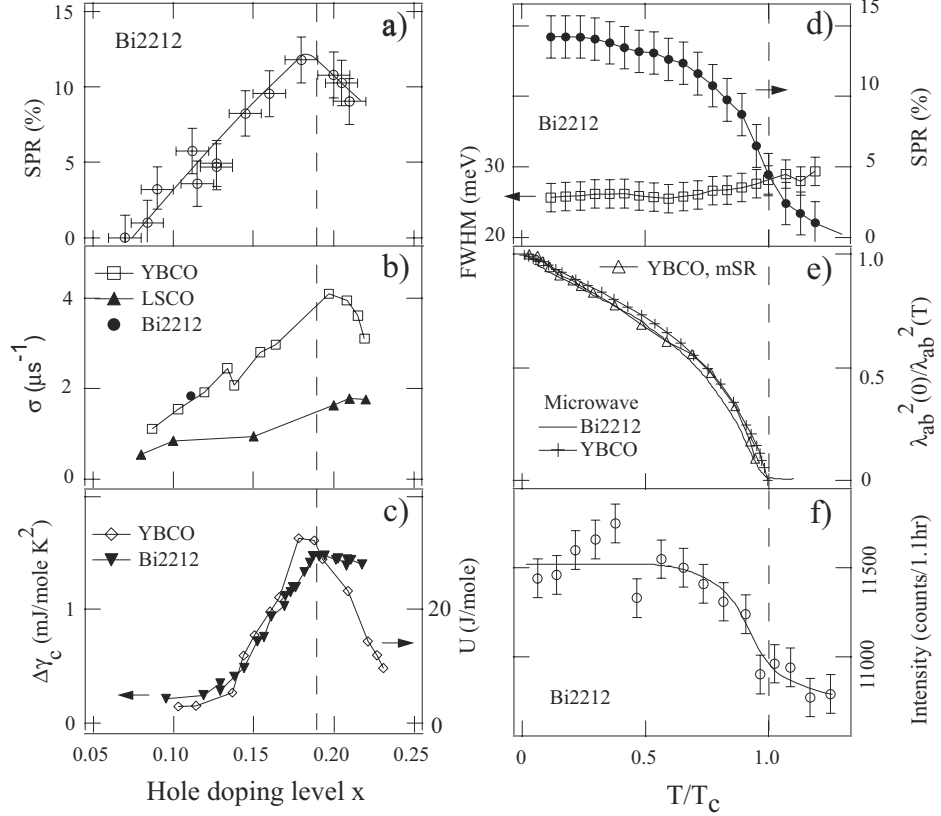 a)
Bi2212
SPR (%)
15
10
5
0
b)
YBCO
LSCO
Bi2212
σ (μs⁻¹)
4
2
0
c)
YBCO
Bi2212
Δγc (mJ/mole K²)
1
0
U (J/mole)
20
0
0.05 0.10 0.15 0.20 0.25
Hole doping level x
d)
Bi2212
FWHM (meV)
30
20
SPR (%)
15
10
5
0
e)
YBCO, mSR
Microwave
Bi2212
YBCO
λab²(0)/λab²(T)
1.0
0.5
0
f)
Bi2212
Intensity (counts/1.1hr)
11500
11000
0 0.5 1.0
T/Tc